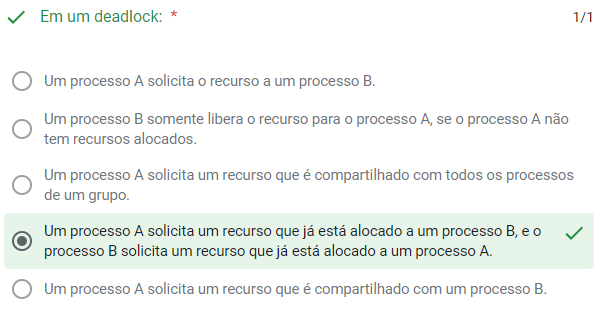 Em um deadlock: *
1/1
Um processo A solicita o recurso a um processo B.
Um processo B somente libera o recurso para o processo A, se o processo A não
tem recursos alocados.
Um processo A solicita um recurso que é compartilhado com todos os processos
de um grupo.
Um processo A solicita um recurso que já está alocado a um processo B, e o
processo B solicita um recurso que já está alocado a um processo A.
Um processo A solicita um recurso que é compartilhado com um processo B.